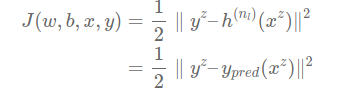 J(w, b, x, y) = 1/2 ‖ y^z – h^(n_l)(x^z)‖^2
= 1/2 ‖ y^z – y_pred(x^z)‖^2